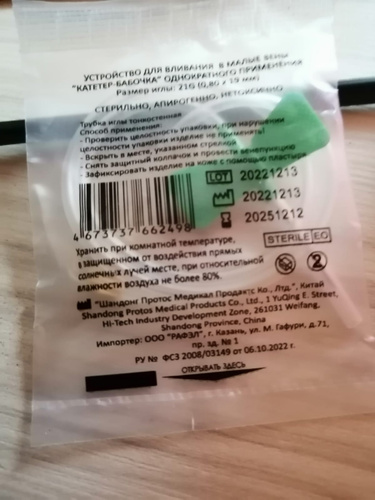 УСТРОЙСТВО ДЛЯ ВЛИВАНИЯ В МАЛЫЕ ВЕНЫ
"КАТЕТЕР-БАБОЧКА" ОДНОКРАТНОГО ПРИМЕНЕНИЯ
Размер иглы: 21G (0,80 x 19 мм)
СТЕРИЛЬНО, АПИРОГЕННО, НЕТОКСИЧНО
Трубка иглы тонкостенная
Способ применения:
- Проверить целостность упаковки, при нарушении
целостности упаковки изделие не применять!
- Вскрыть в месте, указанном стрелкой
- Снять защитный колпачок и провести венепункцию
- Зафиксировать изделие на коже с помощью пластыря
LOT 20221213
20221213
20251212
4 673737 662498
STERILE EO
Хранить при комнатной температуре,
в защищенном от воздействия прямых
солнечных лучей месте, при относительной
влажности воздуха не более 80%.
2
"Шандонг Протос Медикал Продактс Ко., Лтд.", Китай
Shandong Protos Medical Products Co., Ltd., 1 YuQing E. Street,
Hi-Tech Industry Development Zone, 261031 Weifang,
Shandong Province, China
Импортер: ООО "РАФЭЛ", г. Казань, ул. М. Гафури, д.71,
пр. зд. № 1
РУ № ФСЗ 2008/03149 от 06.10.2022 г.
ОТКРЫВАТЬ ЗДЕСЬ